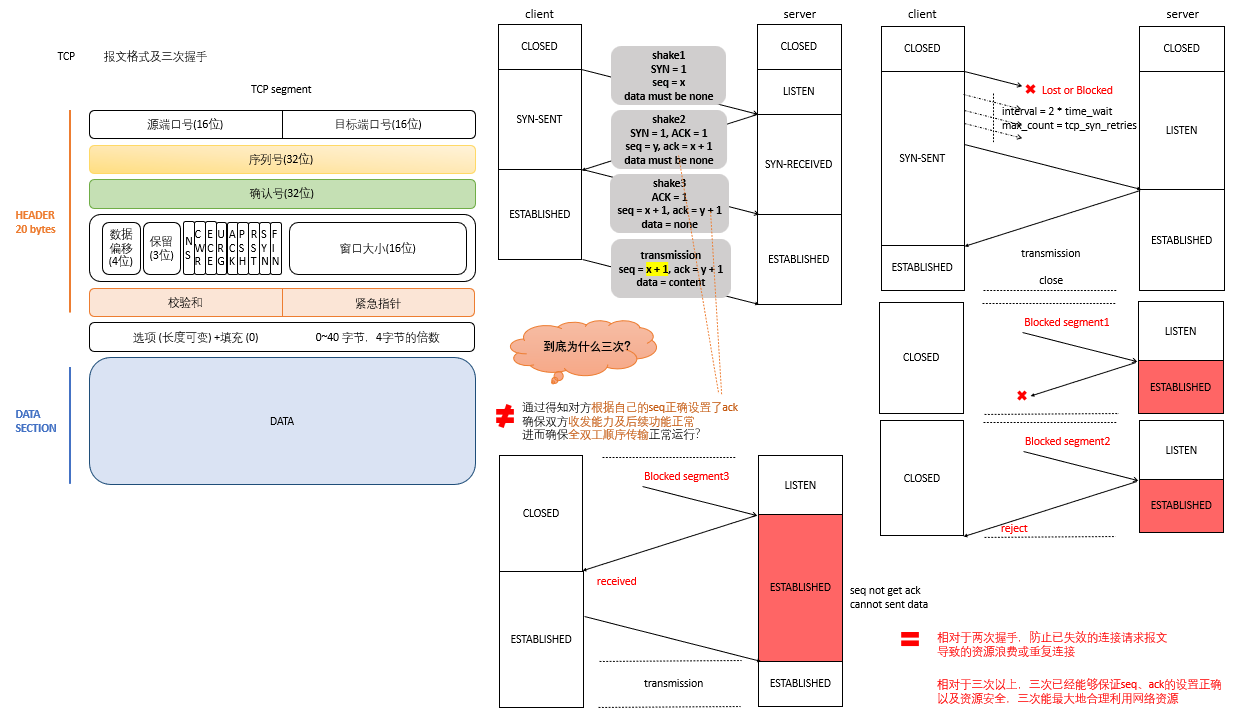 TCP 报文格式及三次握手
TCP segment
源端口号(16位) 目标端口号(16位)
序列号(32位)
确认号(32位)
HEADER
20 bytes
数据
偏移
(4位)
保留
(3位)
NS
CWR
ECE
URG
ACK
PSH
RST
SYN
FIN
窗口大小(16位)
校验和 紧急指针
选项 (长度可变) +填充 (0) 0~40 字节，4字节的倍数
DATA
SECTION
DATA
client
server
CLOSED
SYN-SENT
ESTABLISHED
shake1
SYN = 1
seq = x
data must be none
shake2
SYN = 1, ACK = 1
seq = y, ack = x + 1
data must be none
shake3
ACK = 1
seq = x + 1, ack = y + 1
data = none
transmission
seq = x + 1, ack = y + 1
data = content
CLOSED
LISTEN
SYN-RECEIVED
ESTABLISHED
到底为什么三次?
≠
通过得知对方根据自己的seq正确设置了ack
确保双方收发能力及后续功能正常
进而确保全双工顺序传输正常运行?
CLOSED
ESTABLISHED
Blocked segment3
received
transmission
LISTEN
ESTABLISHED
ESTABLISHED
seq not get ack
cannot sent data
client
server
CLOSED
SYN-SENT
ESTABLISHED
Lost or Blocked
interval = 2 * time_wait
max_count = tcp_syn_retries
transmission
close
CLOSED
LISTEN
ESTABLISHED
CLOSED
Blocked segment1
LISTEN
ESTABLISHED
CLOSED
Blocked segment2
reject
LISTEN
ESTABLISHED
=
相对于两次握手，防止已失效的连接请求报文
导致的资源浪费或重复连接
相对于三次以上，三次已经能够保证seq、ack的设置正确
以及资源安全，三次能最大地合理利用网络资源